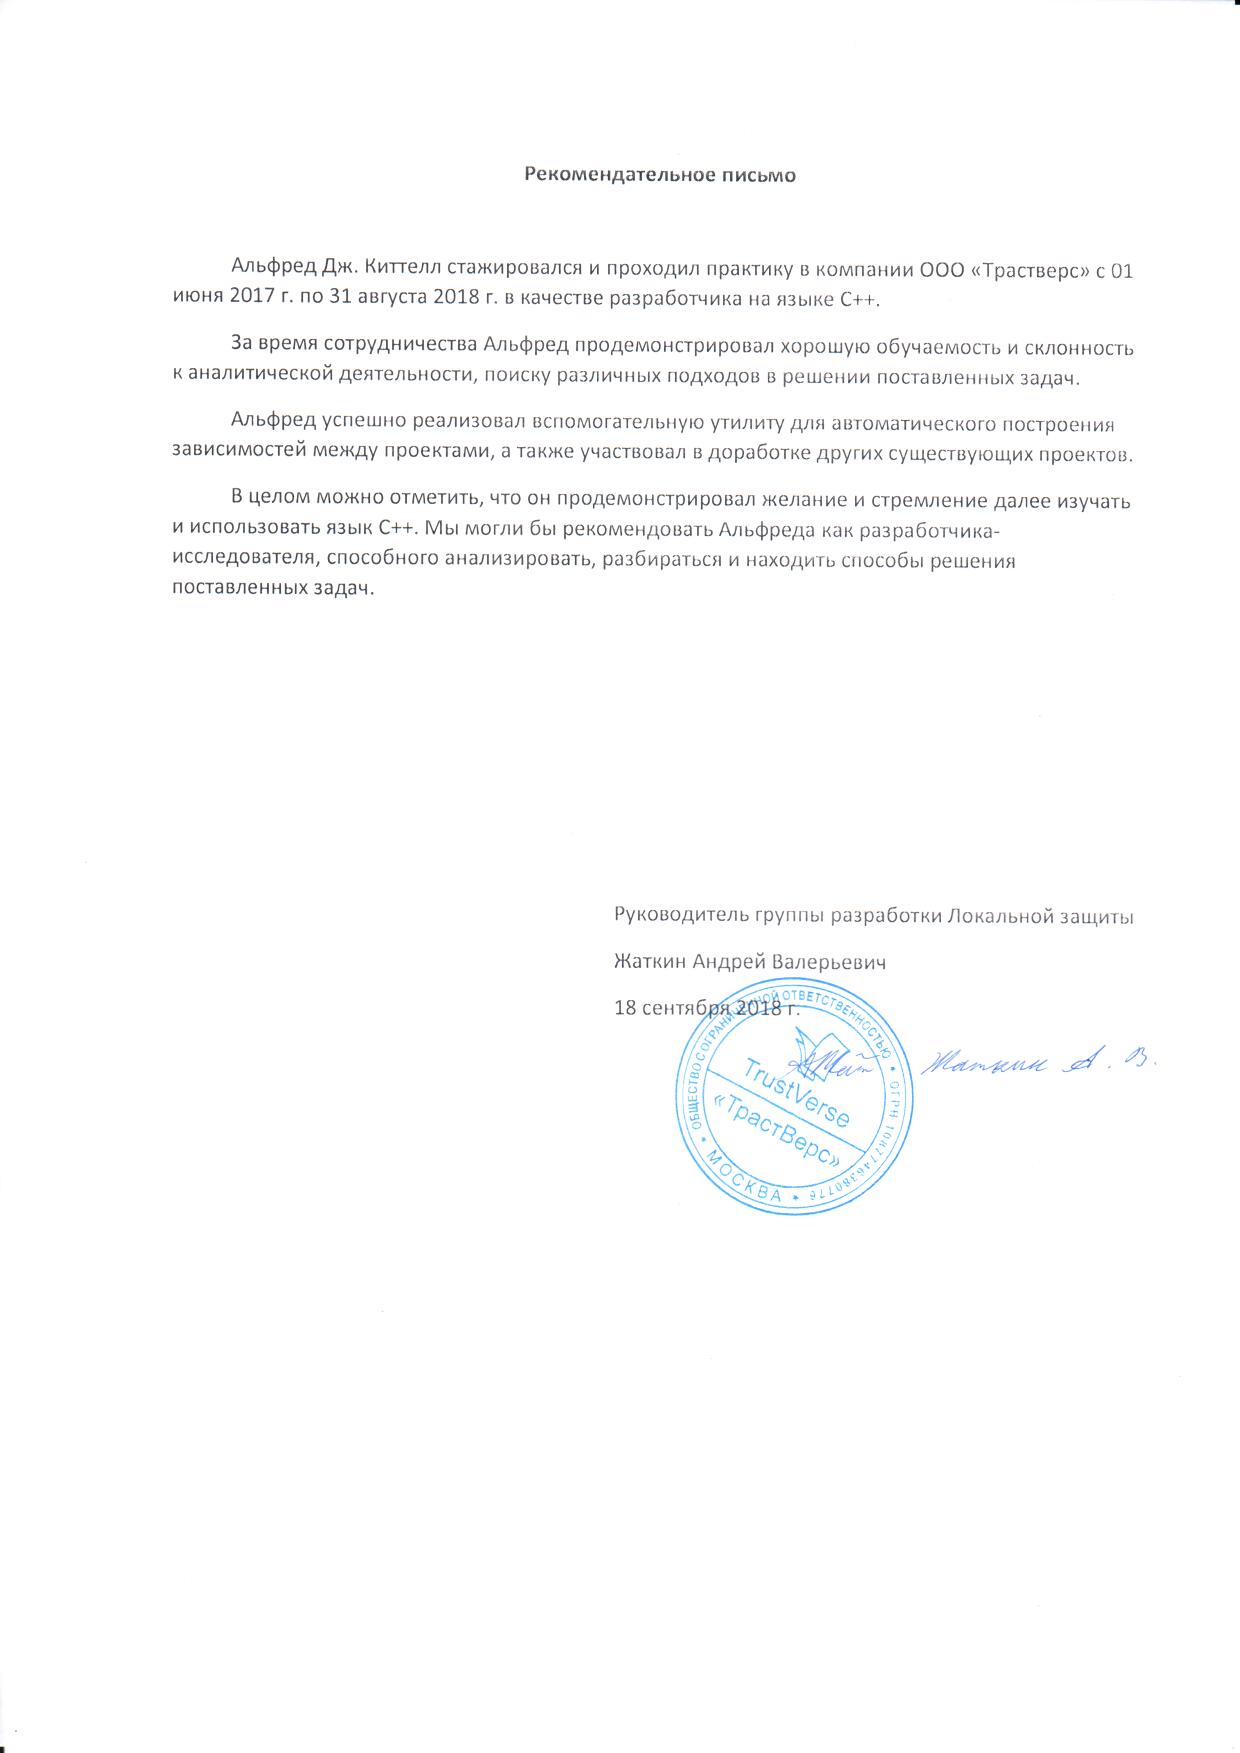 Рекомендательное письмо
Альфред Дж. Киттелл стажировался и проходил практику в компании ООО «Трастверс» с 01
июня 2017 г. по 31 августа 2018 г. в качестве разработчика на языке С++.
За время сотрудничества Альфред продемонстрировал хорошую обучаемость и склонность
к аналитической деятельности, поиску различных подходов в решении поставленных задач.
Альфред успешно реализовал вспомогательную утилиту для автоматического построения
зависимостей между проектами, а также участвовал в доработке других существующих проектов.
В целом можно отметить, что он продемонстрировал желание и стремление далее изучать
и использовать язык С++. Мы могли бы рекомендовать Альфреда как разработчика-
исследователя, способного анализировать, разбираться и находить способы решения
поставленных задач.
Руководитель группы разработки Локальной защиты
Жаткин Андрей Валерьевич
18 сентября 2018 г.
ОБЩЕСТВО С ОГРАНИЧЕННОЙ ОТВЕТСТВЕННОСТЬЮ * ОГРН 1087746380776 * МОСКВА *
TrustVerse
«ТрастВерс»
Жаткин А. В.